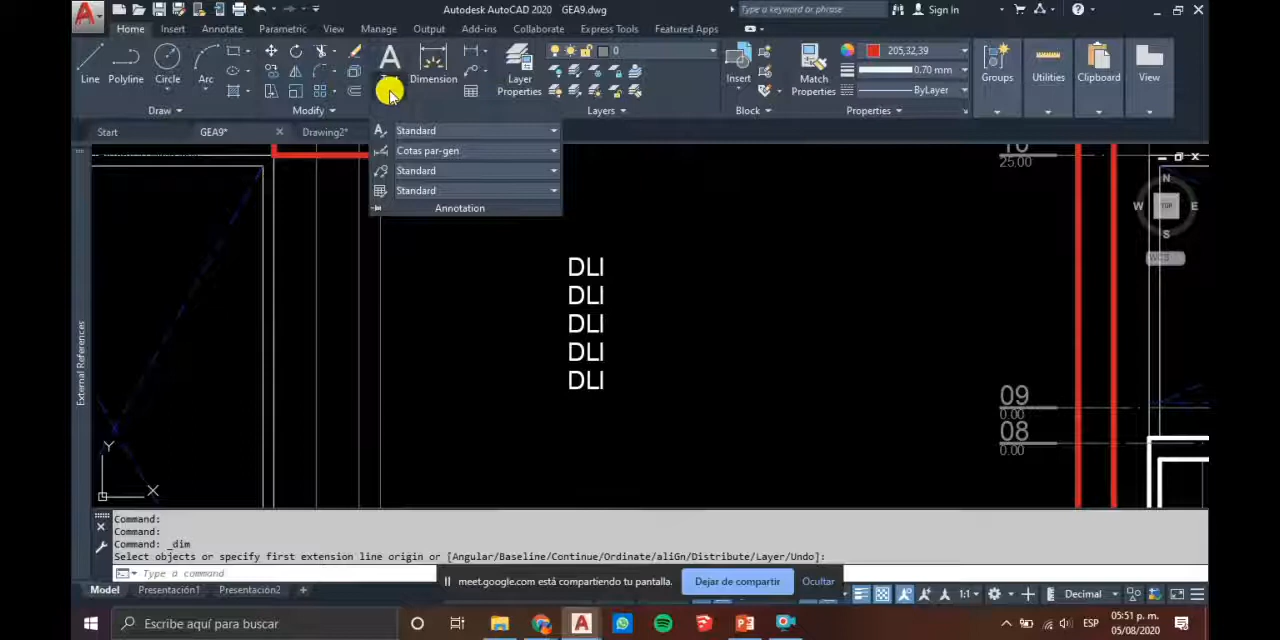 Autodesk AutoCAD 2020 GEA9.dwg
Type a keyword or phrase
Sign In
Home Insert Annotate Parametric View Manage Output Collaborate Add-ins Express Tools Featured Apps
0
205,32,39
Line Polyline Circle Arc
Dimension
Layer Properties
Insert
Match Properties
0.70 mm
ByLayer
Groups Utilities Clipboard View
Draw Modify Layers Block Properties
Start GEA9* Drawing2*
Standard
Cotas par-gen
Standard
Standard
Annotation
10
25.00
N
W TOP E
S
WCS
DLI
DLI
DLI
DLI
DLI
External References
09
0.00
08
0.00
Y
X
Command:
Command:
Command: _dim
Select objects or specify first extension line origin or [Angular/Baseline/Continue/Ordinate/aliGn/Distribute/Layer/Undo]:
Type a command
meet.google.com está compartiendo tu pantalla. Dejar de compartir Ocultar
Model Presentación1 Presentación2 +
1:1
Decimal
Escribe aquí para buscar
ESP
05:51 p. m.
05/08/2020